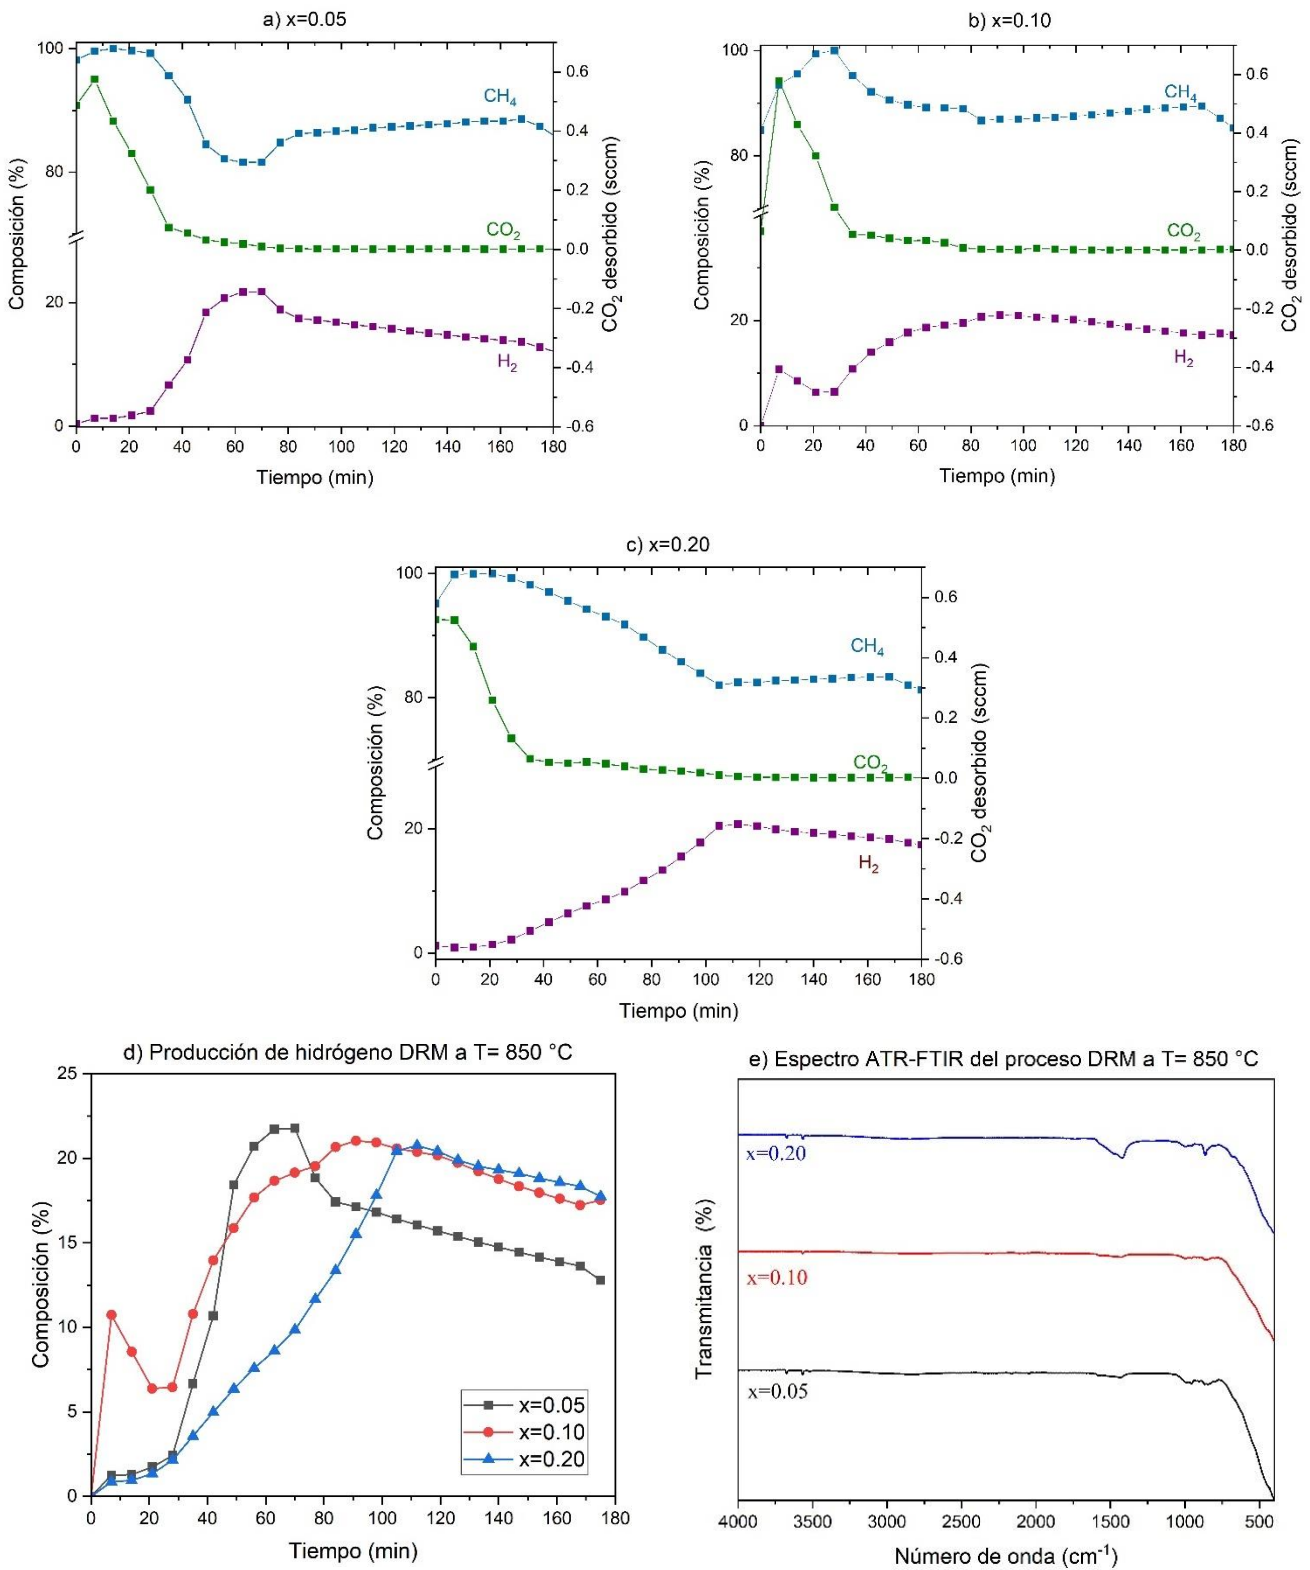 a) x=0.05
100
80
20
0
Composición (%)
0.6
0.4
0.2
0.0
-0.2
-0.4
-0.6
CO₂ desorbido (sccm)
CH₄
CO₂
H₂
0 20 40 60 80 100 120 140 160 180
Tiempo (min)
b) x=0.10
100
80
20
0
Composición (%)
0.6
0.4
0.2
0.0
-0.2
-0.4
-0.6
CO₂ desorbido (sccm)
CH₄
CO₂
H₂
0 20 40 60 80 100 120 140 160 180
Tiempo (min)
c) x=0.20
100
80
20
0
Composición (%)
0.6
0.4
0.2
0.0
-0.2
-0.4
-0.6
CO₂ desorbido (sccm)
CH₄
CO₂
H₂
0 20 40 60 80 100 120 140 160 180
Tiempo (min)
d) Producción de hidrógeno DRM a T= 850 °C
25
20
15
10
5
0
Composición (%)
x=0.05
x=0.10
x=0.20
0 20 40 60 80 100 120 140 160 180
Tiempo (min)
e) Espectro ATR-FTIR del proceso DRM a T= 850 °C
Transmitancia (%)
x=0.20
x=0.10
x=0.05
4000 3500 3000 2500 2000 1500 1000 500
Número de onda (cm⁻¹)